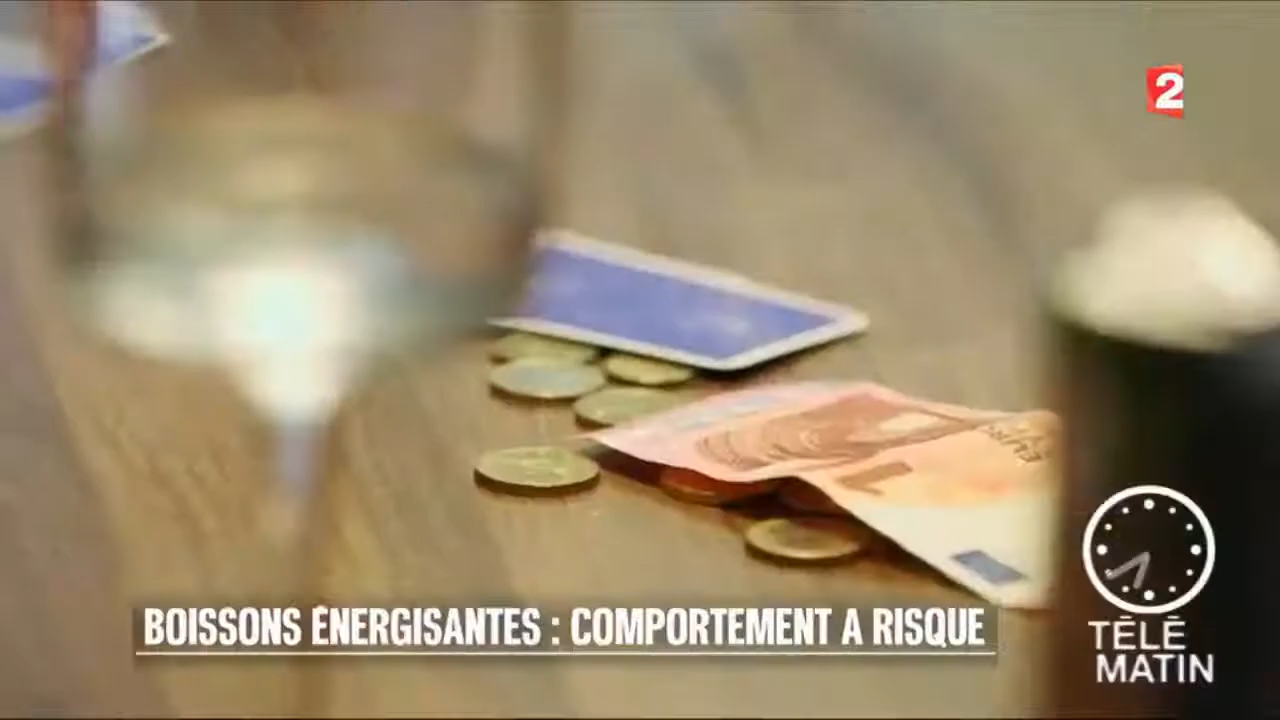 2
BOISSONS ÉNERGISANTES : COMPORTEMENT A RISQUE
TÉLÉ
MATIN